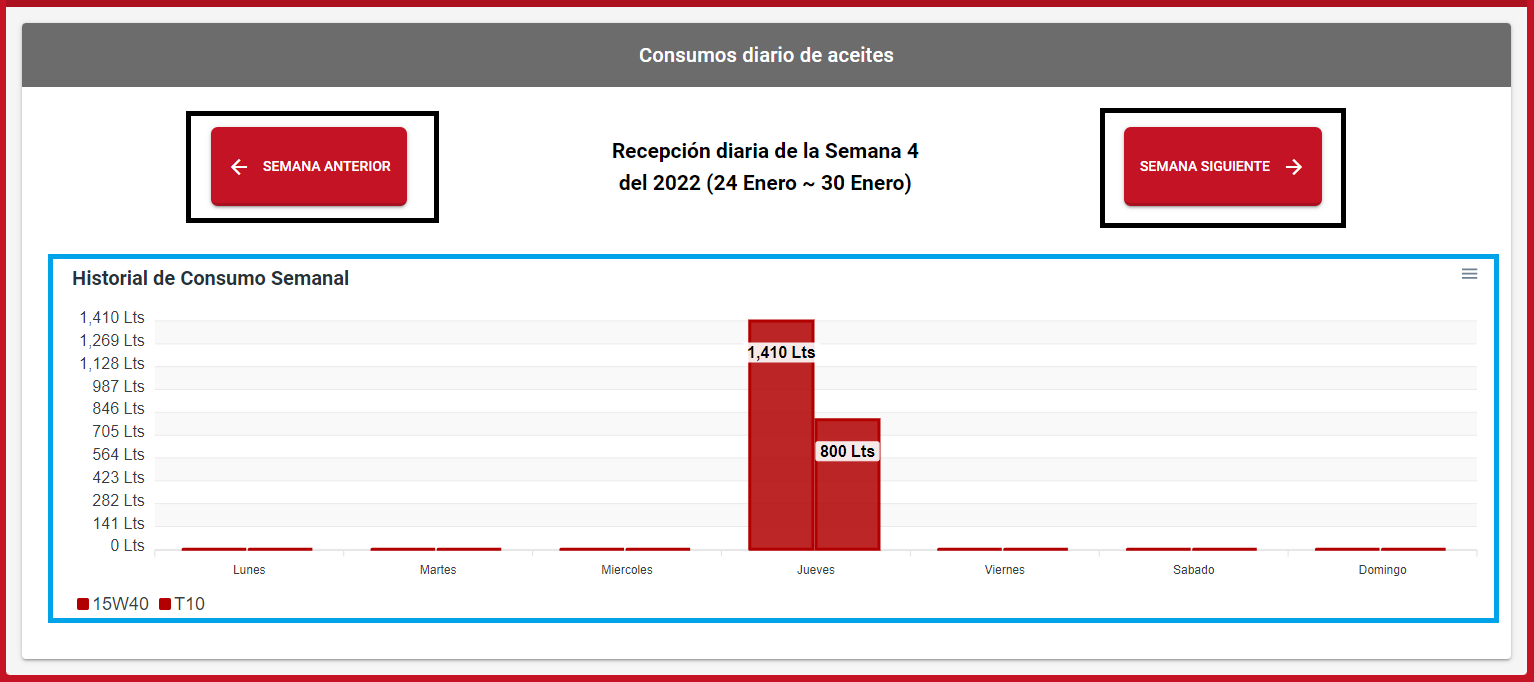 Consumos diario de aceites
SEMANA ANTERIOR
Recepción diaria de la Semana 4
del 2022 (24 Enero ~ 30 Enero)
SEMANA SIGUIENTE
Historial de Consumo Semanal
1,410 Lts
1,269 Lts
1,128 Lts
987 Lts
846 Lts
705 Lts
564 Lts
423 Lts
282 Lts
141 Lts
0 Lts
1,410 Lts
800 Lts
Lunes Martes Miercoles Jueves Viernes Sabado Domingo
15W40 T10